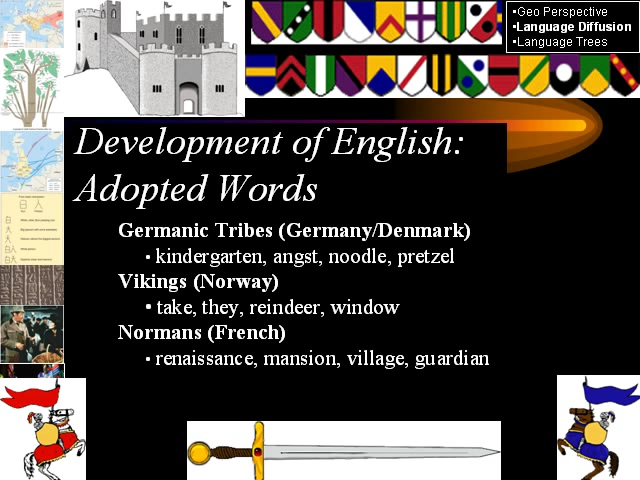 •Geo Perspective
•Language Diffusion
•Language Trees
Development of English:
Adopted Words
Germanic Tribes (Germany/Denmark)
• kindergarten, angst, noodle, pretzel
Vikings (Norway)
• take, they, reindeer, window
Normans (French)
• renaissance, mansion, village, guardian